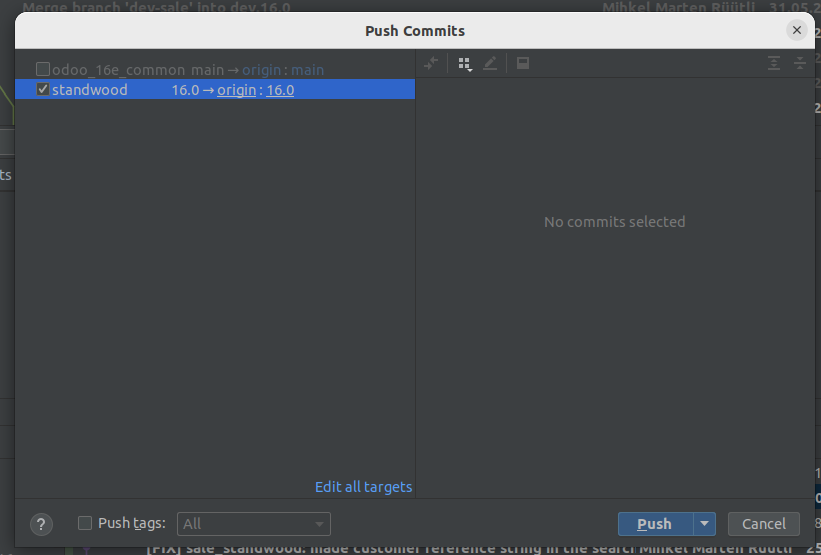 Merge branch 'dev-sale' into dev.16.0 Mihkel Marten Rüütli 31.05.2
Push Commits
odoo_16e_common main → origin : main
standwood 16.0 → origin : 16.0
ts
No commits selected
Edit all targets
? Push tags: All Push Cancel
[FIX] sale_standwood: made customer reference string in the search Mihkel Marten Rüütli 25